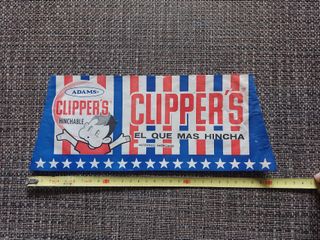 ADAMS
CLIPPER'S
HINCHABLE
CLIPPER'S
EL QUE MAS HINCHA